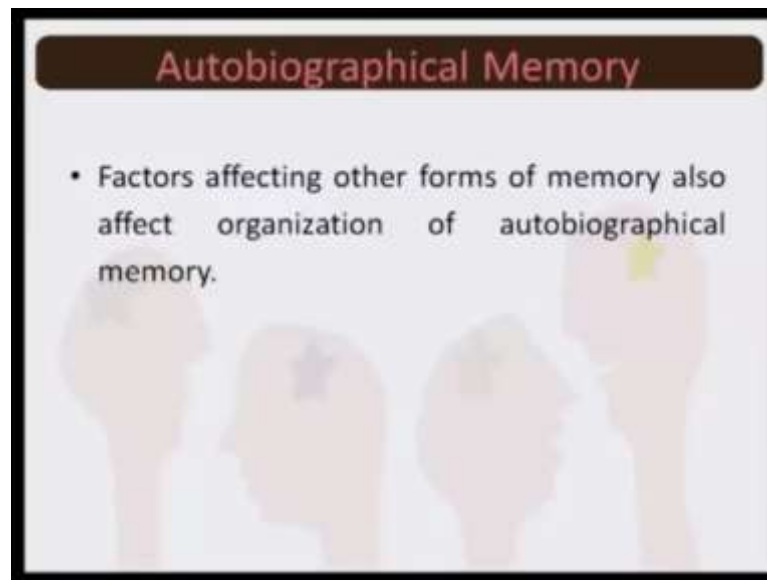 Autobiographical Memory
• Factors affecting other forms of memory also
affect organization of autobiographical
memory.